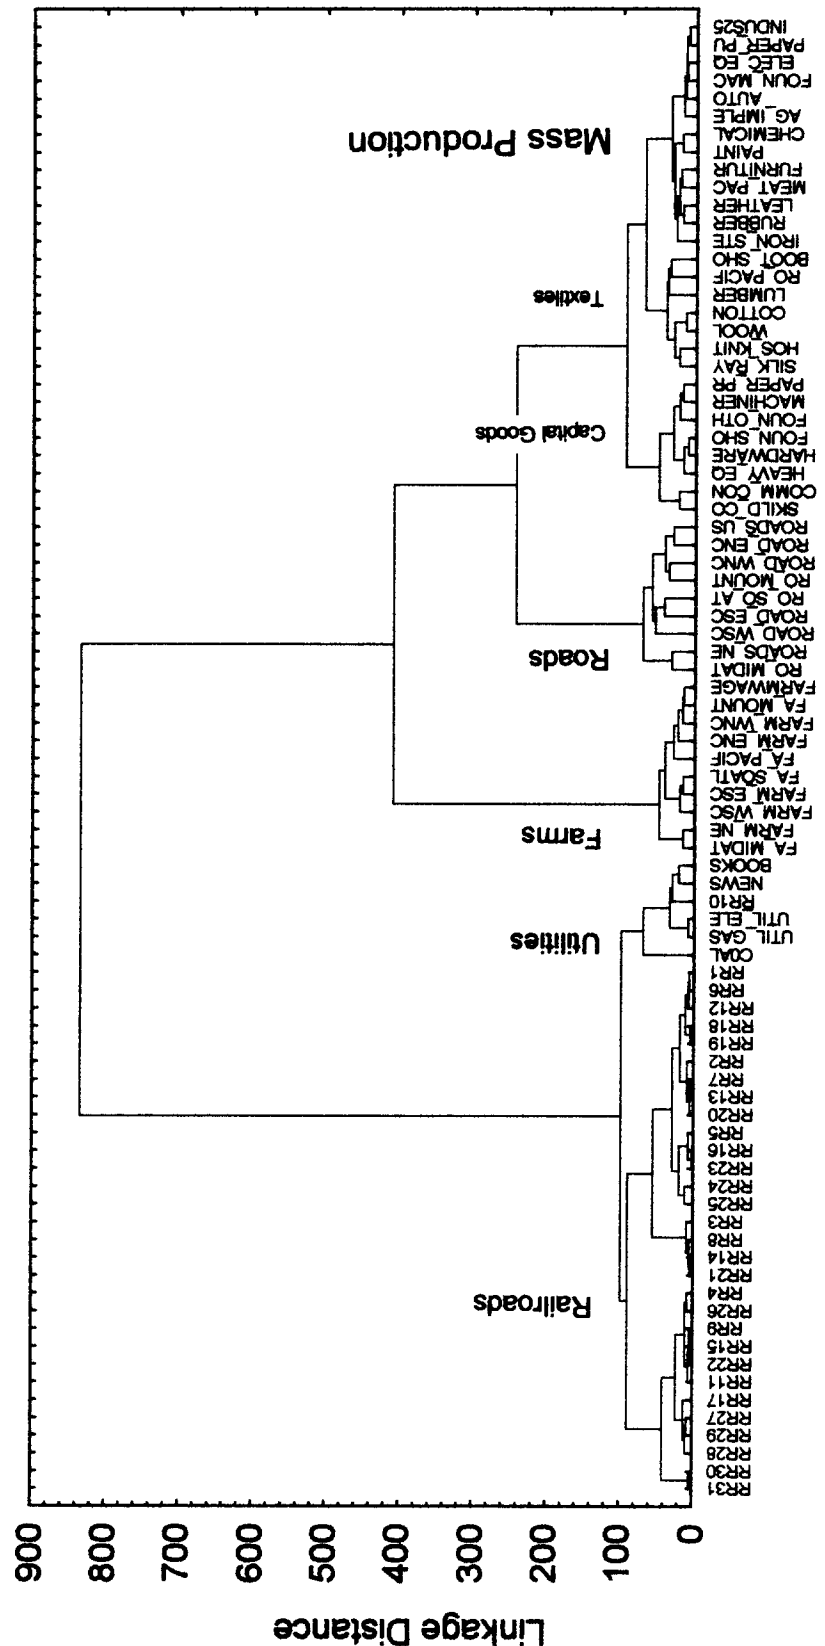 INDUS25
PAPER_PU
ELEC_EQ
FOUN_MAC
AUTO
AG_IMPLE
CHEMICAL
PAINT
FURNITUR
MEAT_PAC
LEATHER
RUBBER
IRON_STE
BOOT_SHO
RO_PACIF
LUMBER
COTTON
WOOL
HOS_KNIT
SILK_RAY
PAPER_PR
MACHINER
FOUN_OTH
FOUN_SHO
HARDWARE
HEAVY_EQ
COMM_CON
SKILD_CO
ROADS_US
ROAD_ENC
ROAD_WNC
RO_MOUNT
RO_SO_AT
ROAD_ESC
ROAD_WSC
ROADS_NE
RO_MIDAT
FARMWAGE
FA_MOUNT
FARM_WNC
FARM_ENC
FA_PACIF
FA_SOATL
FARM_ESC
FARM_WSC
FARM_NE
FA_MIDAT
BOOKS
NEWS
RR10
UTIL_ELE
UTIL_GAS
COAL
RR1
RR6
RR12
RR18
RR19
RR2
RR7
RR13
RR20
RR5
RR16
RR23
RR24
RR25
RR3
RR8
RR14
RR21
RR4
RR26
RR9
RR15
RR22
RR11
RR17
RR27
RR29
RR28
RR30
RR31
Mass Production
Textiles
Capital Goods
Roads
Farms
Utilities
Railroads
900
800
700
600
500
400
300
200
100
0
Linkage Distance